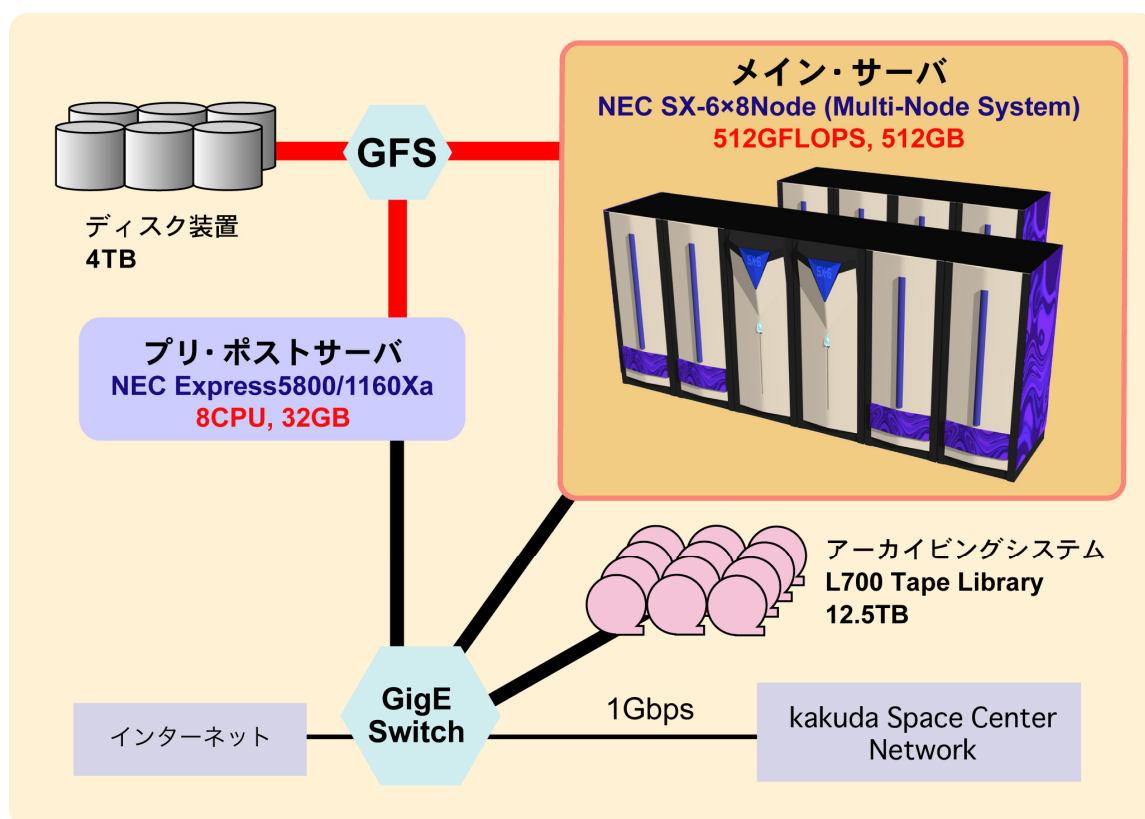 メイン・サーバ
NEC SX-6×8Node (Multi-Node System)
512GFLOPS, 512GB
GFS
ディスク装置
4TB
プリ・ポストサーバ
NEC Express5800/1160Xa
8CPU, 32GB
アーカイビングシステム
L700 Tape Library
12.5TB
GigE
Switch
1Gbps
インターネット
kakuda Space Center
Network